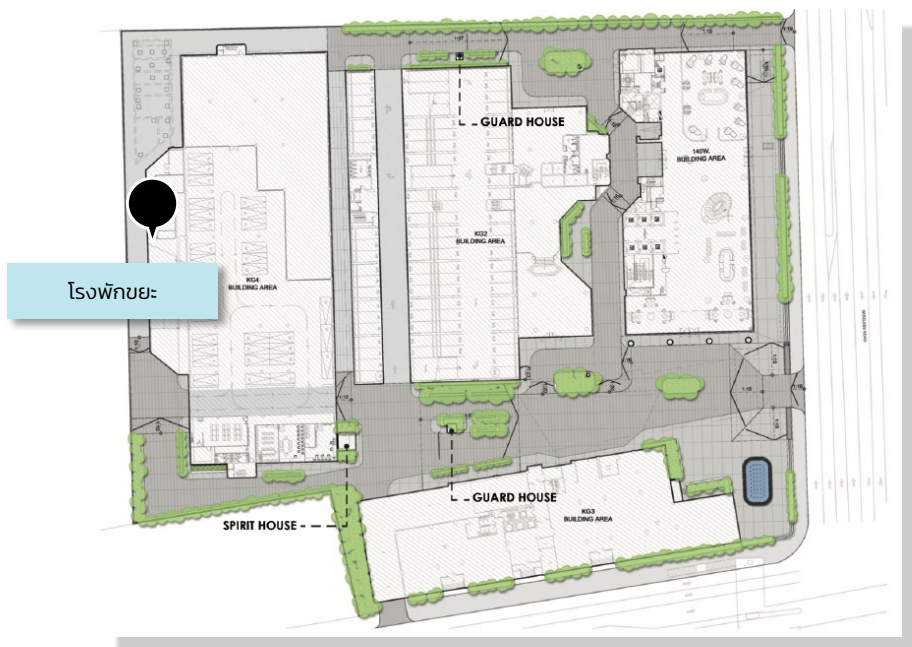 GUARD HOUSE
140W.
BUILDING AREA
KG2
BUILDING AREA
โรงพักขยะ
KG4
BUILDING AREA
GUARD HOUSE
SPIRIT HOUSE
KG3
BUILDING AREA